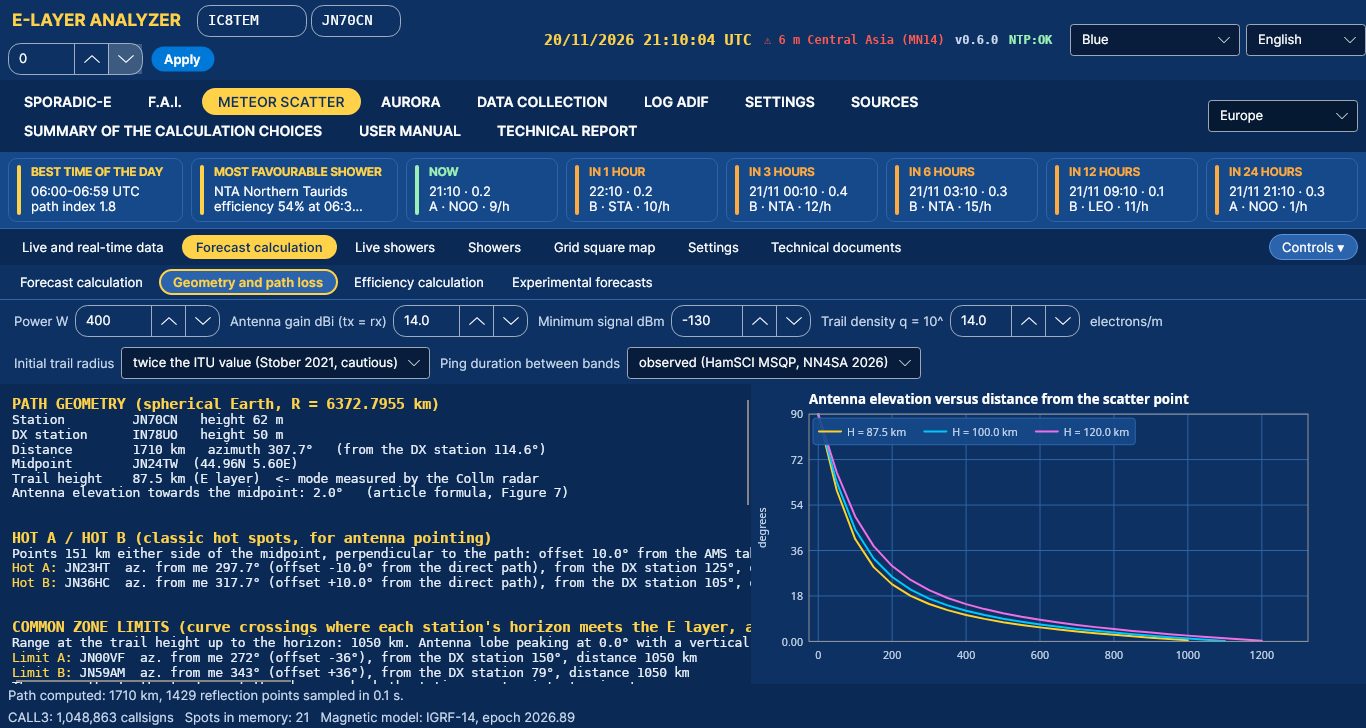 E-LAYER ANALYZER IC8TEM JN70CN
20/11/2026 21:10:04 UTC ⚠ 6 m Central Asia (MN14) v0.6.0 NTP:OK Blue English
0 Apply
SPORADIC-E F.A.I. METEOR SCATTER AURORA DATA COLLECTION LOG ADIF SETTINGS SOURCES
SUMMARY OF THE CALCULATION CHOICES USER MANUAL TECHNICAL REPORT
Europe
BEST TIME OF THE DAY
06:00-06:59 UTC
path index 1.8
MOST FAVOURABLE SHOWER
NTA Northern Taurids
efficiency 54% at 06:3...
NOW
21:10 · 0.2
A · NOO · 9/h
IN 1 HOUR
22:10 · 0.2
B · STA · 10/h
IN 3 HOURS
21/11 00:10 · 0.4
B · NTA · 12/h
IN 6 HOURS
21/11 03:10 · 0.3
B · NTA · 15/h
IN 12 HOURS
21/11 09:10 · 0.1
B · LEO · 11/h
IN 24 HOURS
21/11 21:10 · 0.3
A · NOO · 1/h
Live and real-time data Forecast calculation Live showers Showers Grid square map Settings Technical documents Controls ▾
Forecast calculation Geometry and path loss Efficiency calculation Experimental forecasts
Power W 400 Antenna gain dBi (tx = rx) 14.0 Minimum signal dBm -130 Trail density q = 10^ 14.0 electrons/m
Initial trail radius twice the ITU value (Stober 2021, cautious) Ping duration between bands observed (HamSCI MSQP, NN4SA 2026)
PATH GEOMETRY (spherical Earth, R = 6372.7955 km)
Station JN70CN height 62 m
DX station IN78UO height 50 m
Distance 1710 km azimuth 307.7° (from the DX station 114.6°)
Midpoint JN24TW (44.96N 5.60E)
Trail height 87.5 km (E layer) <- mode measured by the Collm radar
Antenna elevation towards the midpoint: 2.0° (article formula, Figure 7)
HOT A / HOT B (classic hot spots, for antenna pointing)
Points 151 km either side of the midpoint, perpendicular to the path: offset 10.0° from the AMS ta
Hot A: JN23HT az. from me 297.7° (offset -10.0° from the direct path), from the DX station 125°,
Hot B: JN36HC az. from me 317.7° (offset +10.0° from the direct path), from the DX station 105°,
COMMON ZONE LIMITS (curve crossings where each station's horizon meets the E layer, a
Range at the trail height up to the horizon: 1050 km. Antenna lobe peaking at 0.0° with a vertical
Limit A: JN00VF az. from me 272° (offset -36°), from the DX station 150°, distance 1050 km
Limit B: JN59AM az. from me 343° (offset +36°), from the DX station 79°, distance 1050 km
Antenna elevation versus distance from the scatter point
H = 87.5 km H = 100.0 km H = 120.0 km
degrees
90
72
54
36
18
0.00
0 200 400 600 800 1000 1200
Path computed: 1710 km, 1429 reflection points sampled in 0.1 s.
CALL3: 1,048,863 callsigns Spots in memory: 21 Magnetic model: IGRF-14, epoch 2026.89